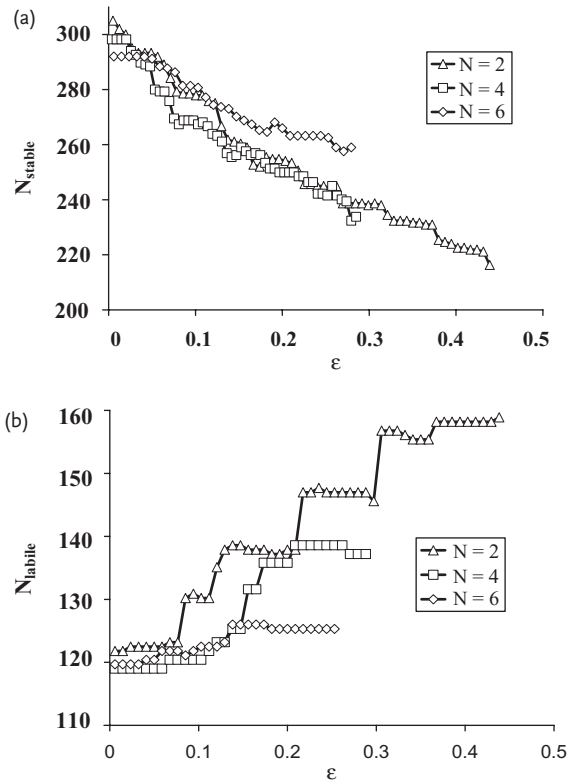 (a)
300
280
260
240
220
200
N_stable
0 0.1 0.2 0.3 0.4 0.5
ε
N = 2
N = 4
N = 6
(b)
160
150
140
130
120
110
N_labile
0 0.1 0.2 0.3 0.4 0.5
ε
N = 2
N = 4
N = 6